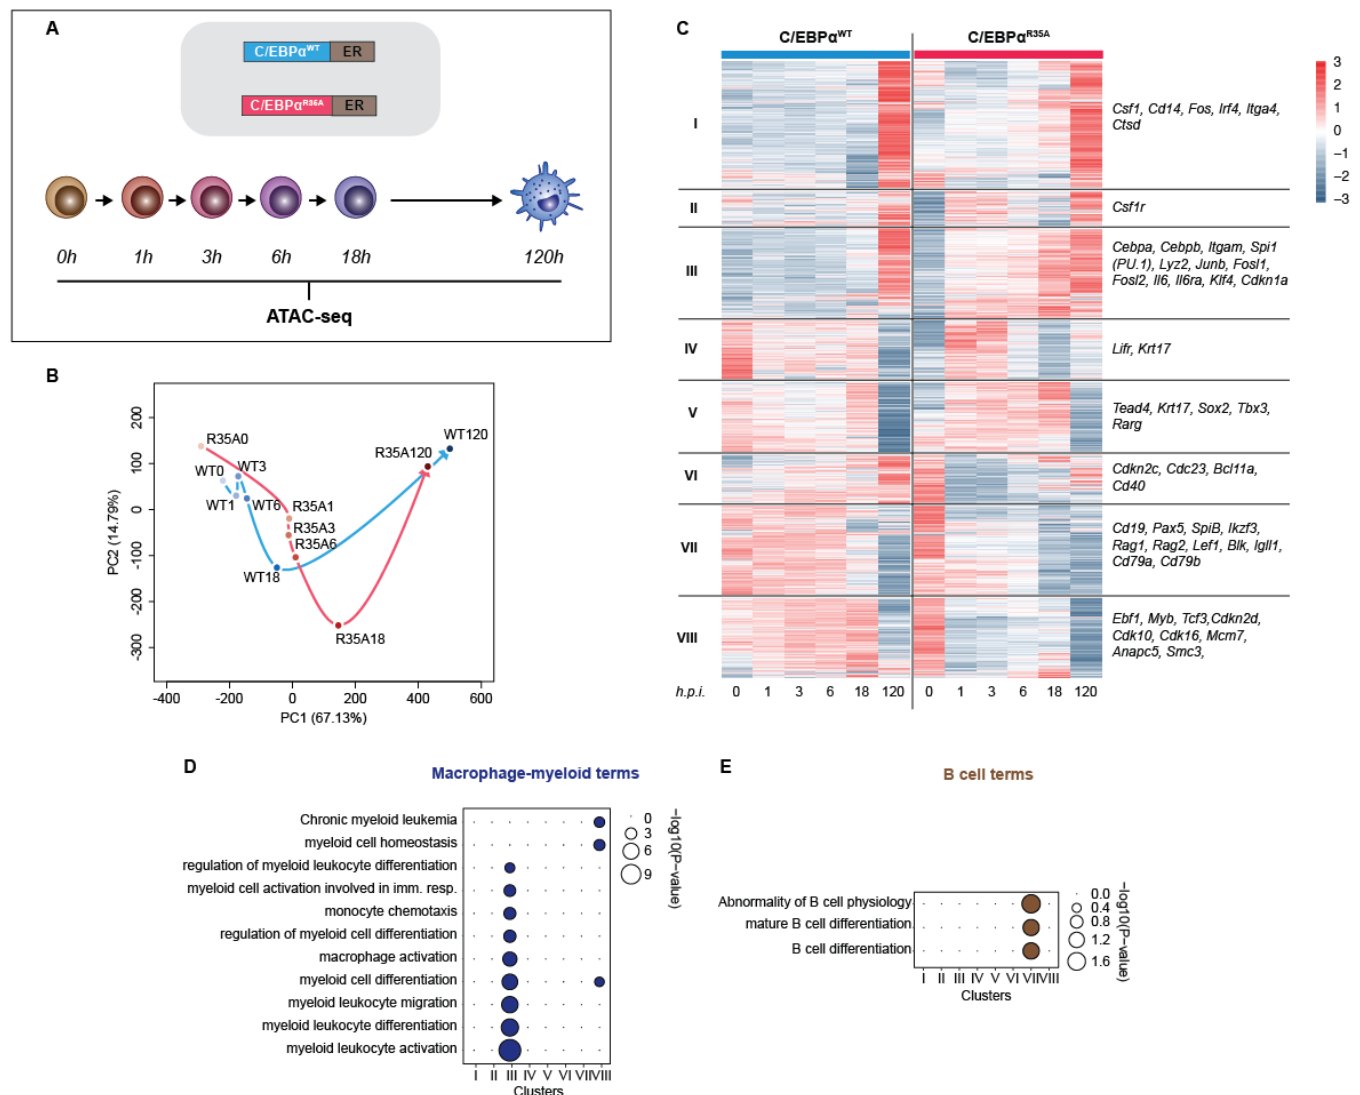 A
C/EBPα^WT ER
C/EBPα^R35A ER
0h 1h 3h 6h 18h 120h
ATAC-seq
B
PC2 (14.79%)
200
100
0
-100
-200
-300
R35A0
WT0
WT3
WT1
WT6
R35A1
R35A3
R35A6
WT18
R35A18
R35A120
WT120
-400 -200 0 200 400 600
PC1 (67.13%)
C
C/EBPα^WT C/EBPα^R35A
3
2
1
0
−1
−2
−3
I
Csf1, Cd14, Fos, Irf4, Itga4,
Ctsd
II
Csf1r
III
Cebpa, Cebpb, Itgam, Spi1
(PU.1), Lyz2, Junb, Fosl1,
Fosl2, Il6, Il6ra, Klf4, Cdkn1a
IV
Lifr, Krt17
V
Tead4, Krt17, Sox2, Tbx3,
Rarg
VI
Cdkn2c, Cdc23, Bcl11a,
Cd40
VII
Cd19, Pax5, SpiB, Ikzf3,
Rag1, Rag2, Lef1, Blk, Igll1,
Cd79a, Cd79b
VIII
Ebf1, Myb, Tcf3,Cdkn2d,
Cdk10, Cdk16, Mcm7,
Anapc5, Smc3,
h.p.i. 0 1 3 6 18 120 0 1 3 6 18 120
D
Macrophage-myeloid terms
Chronic myeloid leukemia
myeloid cell homeostasis
regulation of myeloid leukocyte differentiation
myeloid cell activation involved in imm. resp.
monocyte chemotaxis
regulation of myeloid cell differentiation
macrophage activation
myeloid cell differentiation
myeloid leukocyte migration
myeloid leukocyte differentiation
myeloid leukocyte activation
I II III IV V VI VII VIII
Clusters
0
3
6
9
−log10(P−value)
E
B cell terms
Abnormality of B cell physiology
mature B cell differentiation
B cell differentiation
I II III IV V VI VII VIII
Clusters
0.0
0.4
0.8
1.2
1.6
−log10(P−value)